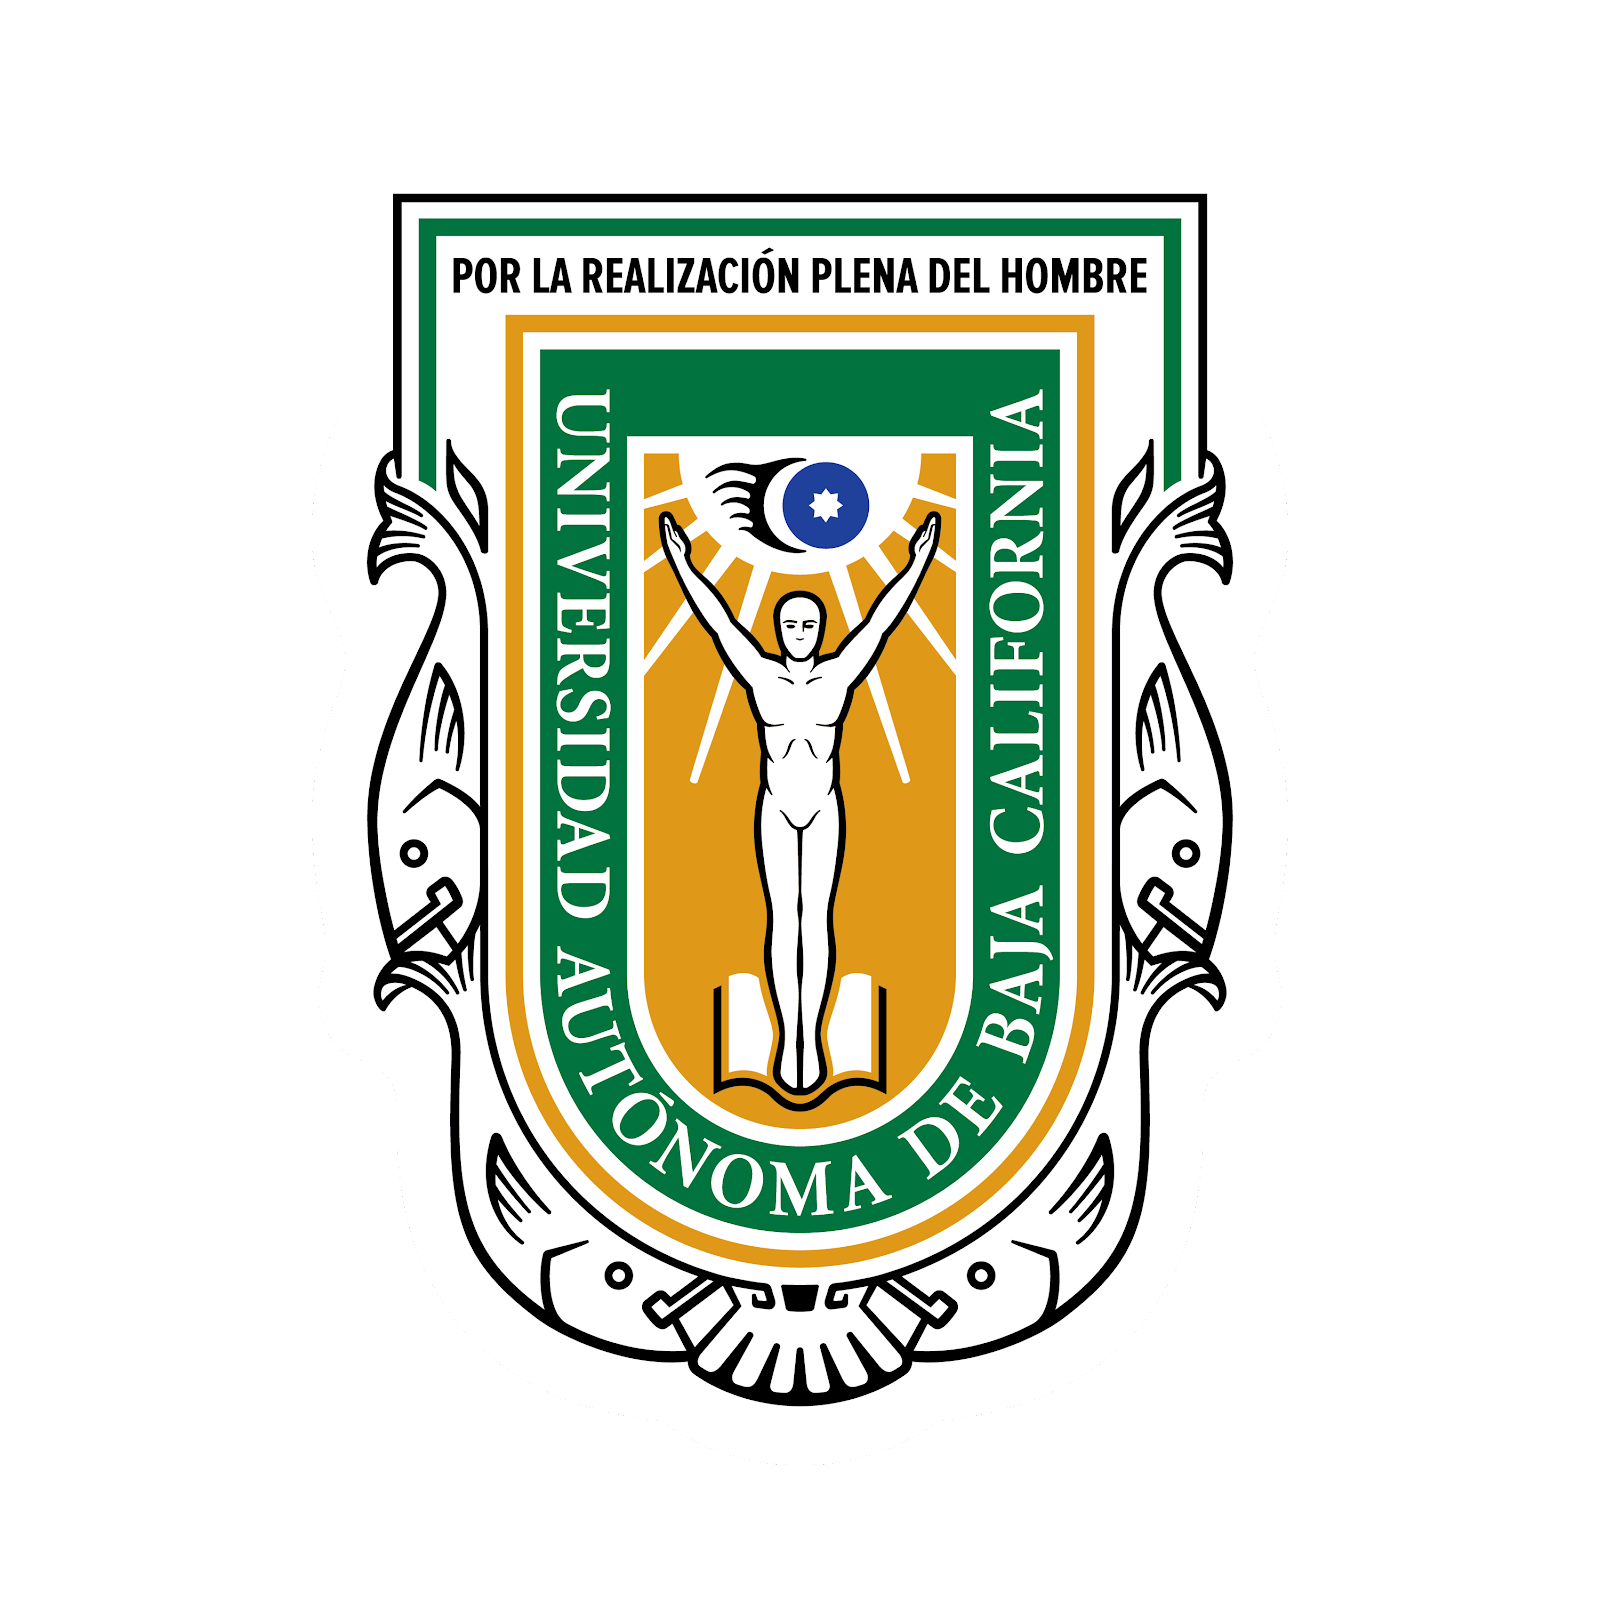 POR LA REALIZACIÓN PLENA DEL HOMBRE
UNIVERSIDAD AUTÓNOMA DE BAJA CALIFORNIA